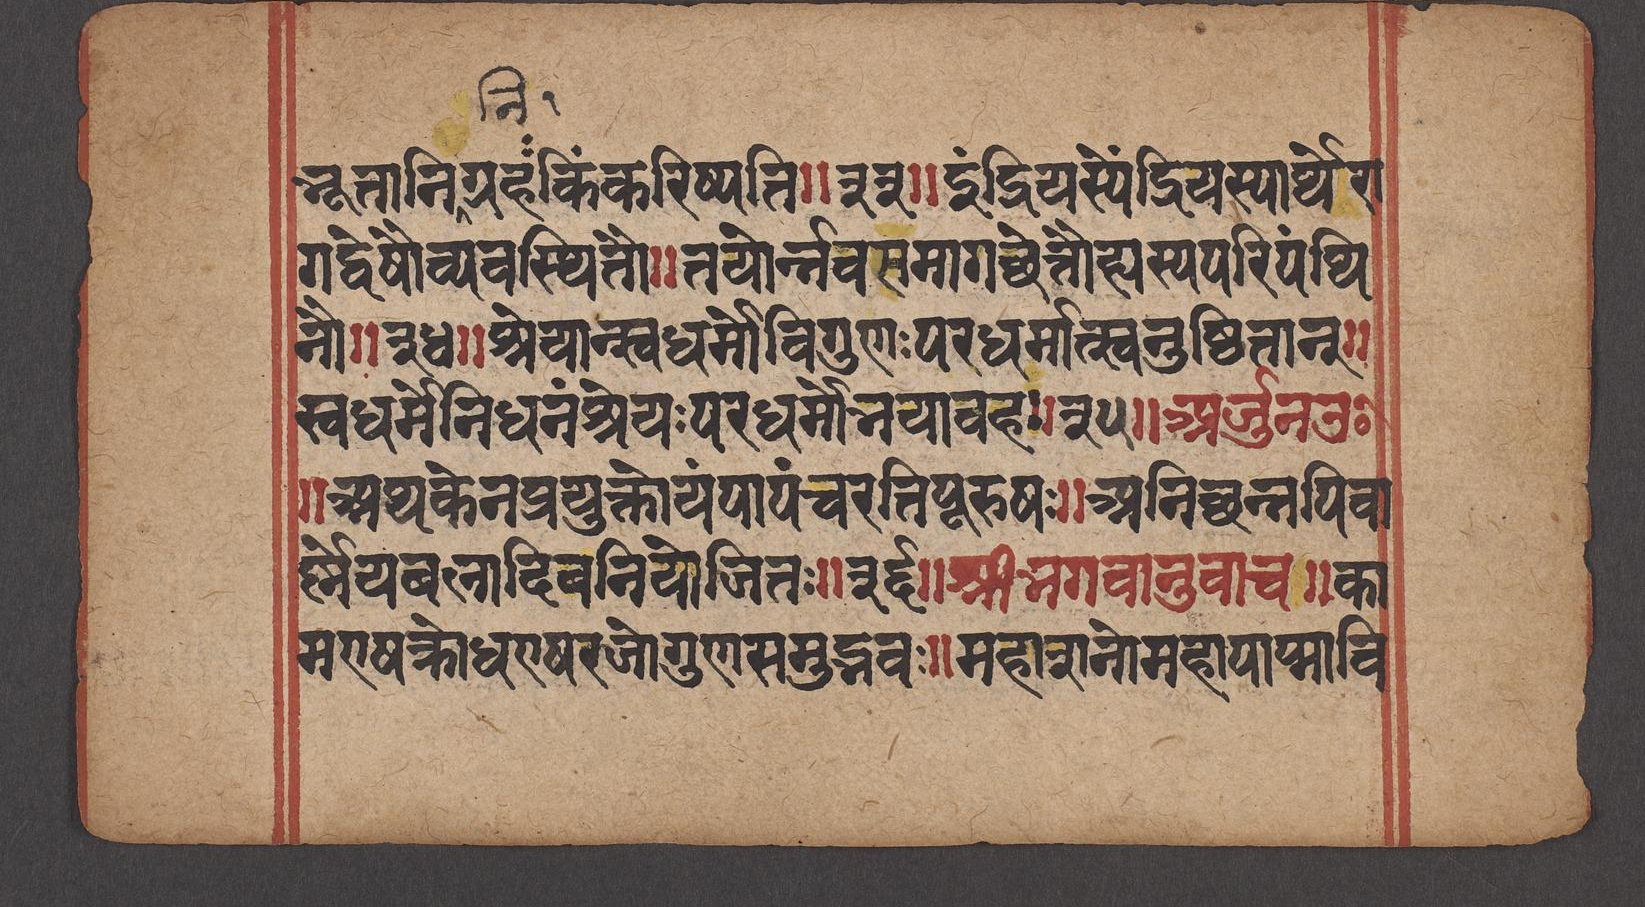 नि १
भूतानिग्रहःकिंकरिष्यति॥३३॥इंद्रियस्येंद्रियस्यार्थेरा
गद्वेषौव्यवस्थितौ॥तयोर्न्नवसमागच्छेत्तौह्यस्यपरिपंथि
नौ॥३४॥श्रेयान्स्वधर्मोविगुणःपरधर्मात्स्वनुष्ठितात्॥
स्वधर्मेनिधनंश्रेयःपरधर्मोभयावहः॥३५॥अर्जुनउ॰
॥अथकेनप्रयुक्तोयंपापंचरतिपूरुषः॥अनिच्छन्नपिवा
र्ष्णेयबलादिवनियोजितः॥३६॥श्रीभगवानुवाच॥का
मएषक्रोधएषरजोगुणसमुद्भवः॥महाशनोमहापाप्मावि